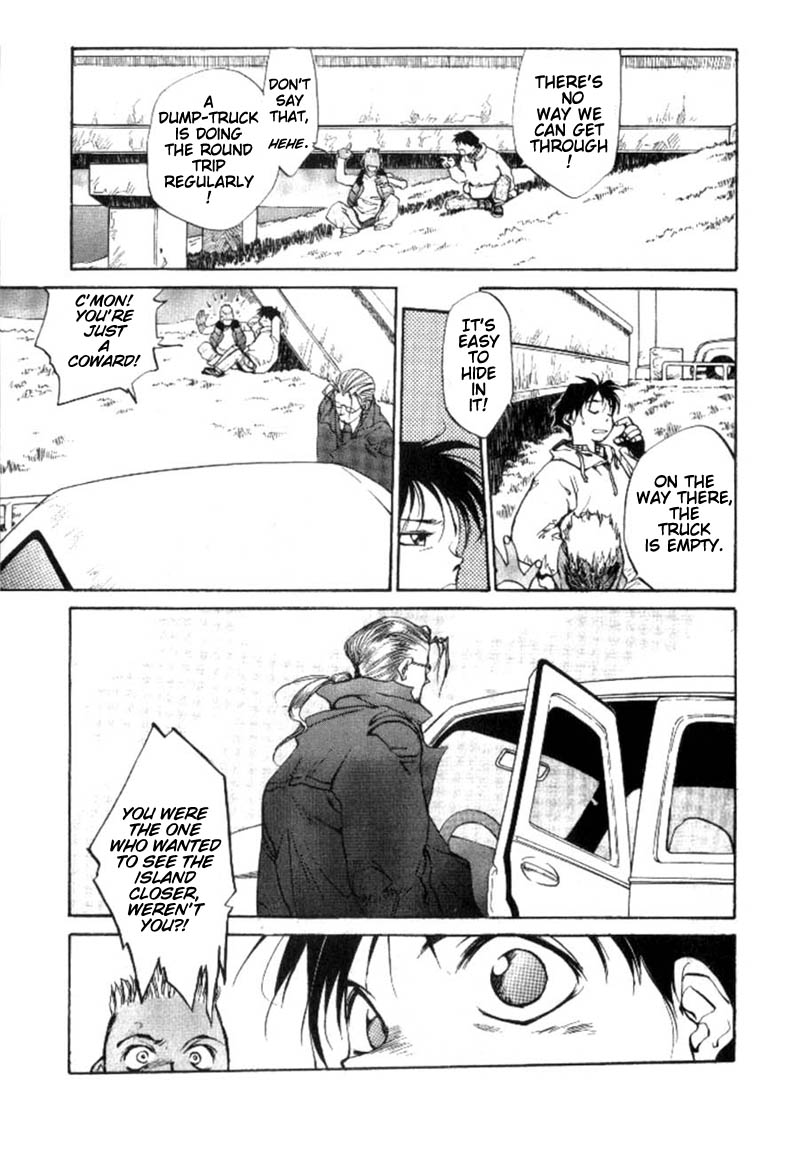 THERE'S
NO
WAY WE
CAN GET
THROUGH
!
DON'T
SAY
THAT,
HEHE.
A
DUMP-TRUCK
IS DOING
THE ROUND
TRIP
REGULARLY
!
IT'S
EASY
TO
HIDE
IN
IT!
ON THE
WAY THERE,
THE
TRUCK
IS EMPTY.
C'MON!
YOU'RE
JUST
A
COWARD!
YOU WERE
THE ONE
WHO WANTED
TO SEE THE
ISLAND
CLOSER,
WEREN'T
YOU?!